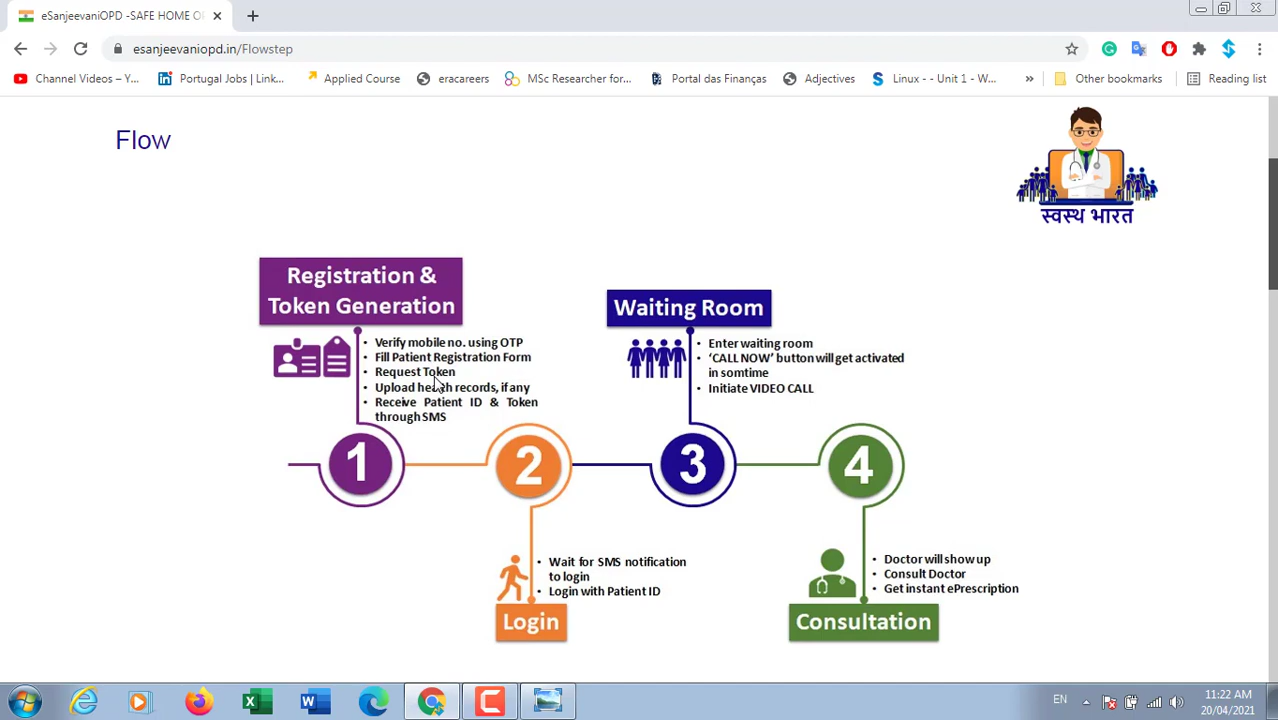 eSanjeevaniOPD -SAFE HOME O
esanjeevaniopd.in/Flowstep
Channel Videos – Y...
Portugal Jobs | Link...
Applied Course
eracareers
MSc Researcher for...
Portal das Finanças
Adjectives
Linux - - Unit 1 - W...
»
Other bookmarks
Reading list
Flow
स्वस्थ भारत
Registration &
Token Generation
• Verify mobile no. using OTP
• Fill Patient Registration Form
• Request Token
• Upload health records, if any
• Receive Patient ID & Token
through SMS
Waiting Room
• Enter waiting room
• ‘CALL NOW’ button will get activated
in somtime
• Initiate VIDEO CALL
1
2
3
4
• Wait for SMS notification
to login
• Login with Patient ID
Login
• Doctor will show up
• Consult Doctor
• Get instant ePrescription
Consultation
EN
11:22 AM
20/04/2021